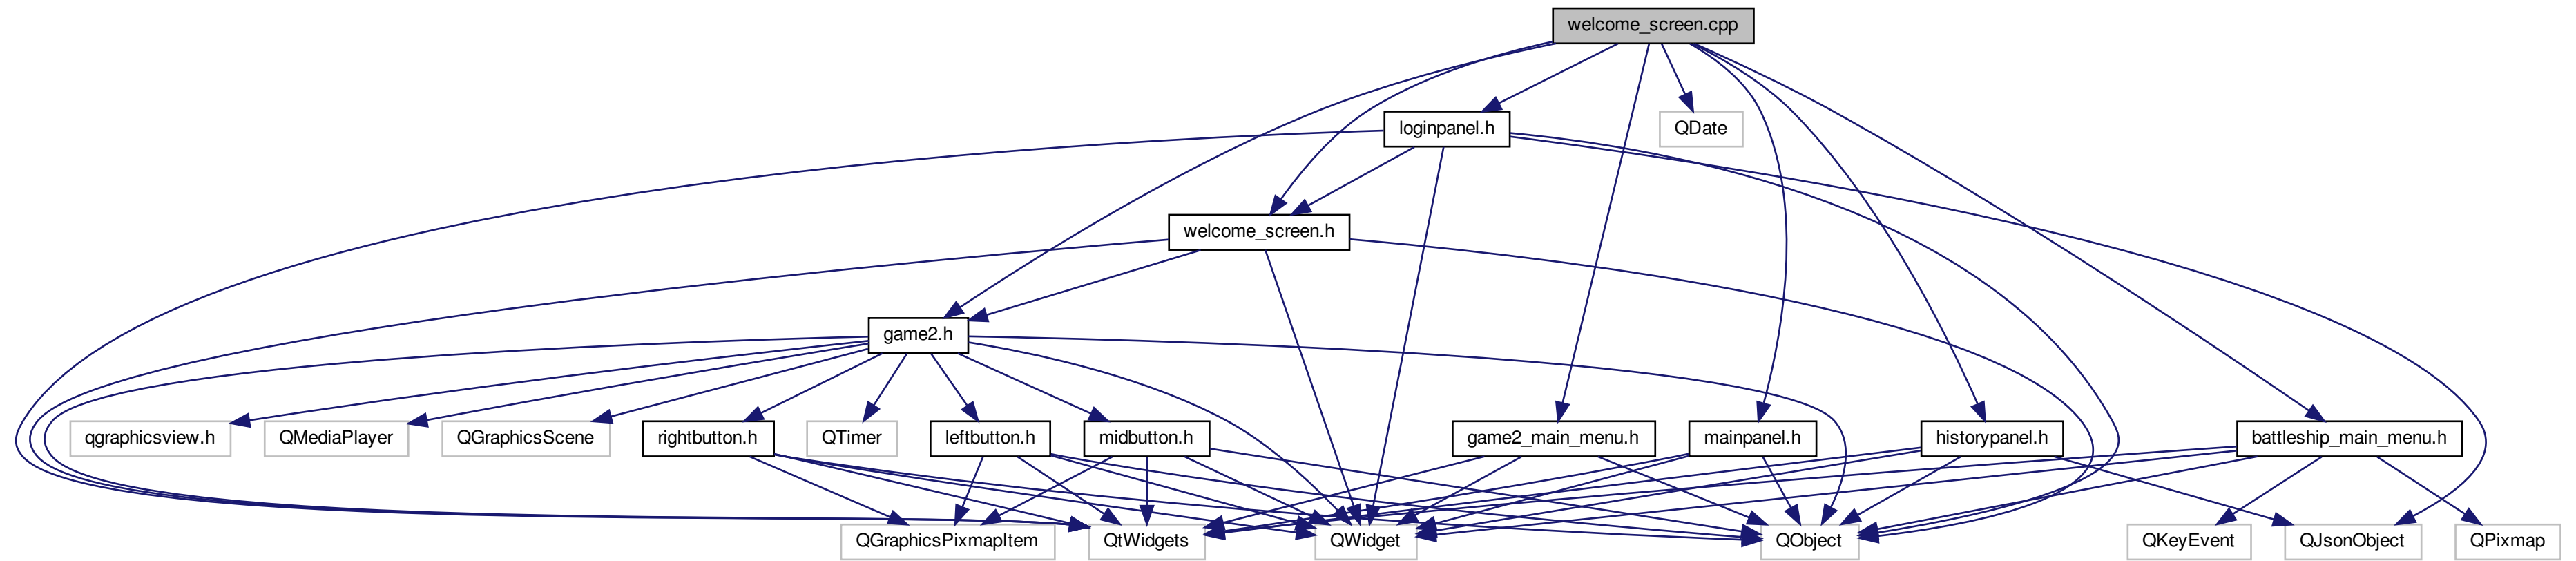 welcome_screen.cpp
loginpanel.h
QDate
welcome_screen.h
game2.h
qgraphicsview.h
QMediaPlayer
QGraphicsScene
rightbutton.h
QTimer
leftbutton.h
midbutton.h
game2_main_menu.h
mainpanel.h
historypanel.h
battleship_main_menu.h
QGraphicsPixmapItem
QtWidgets
QWidget
QObject
QKeyEvent
QJsonObject
QPixmap